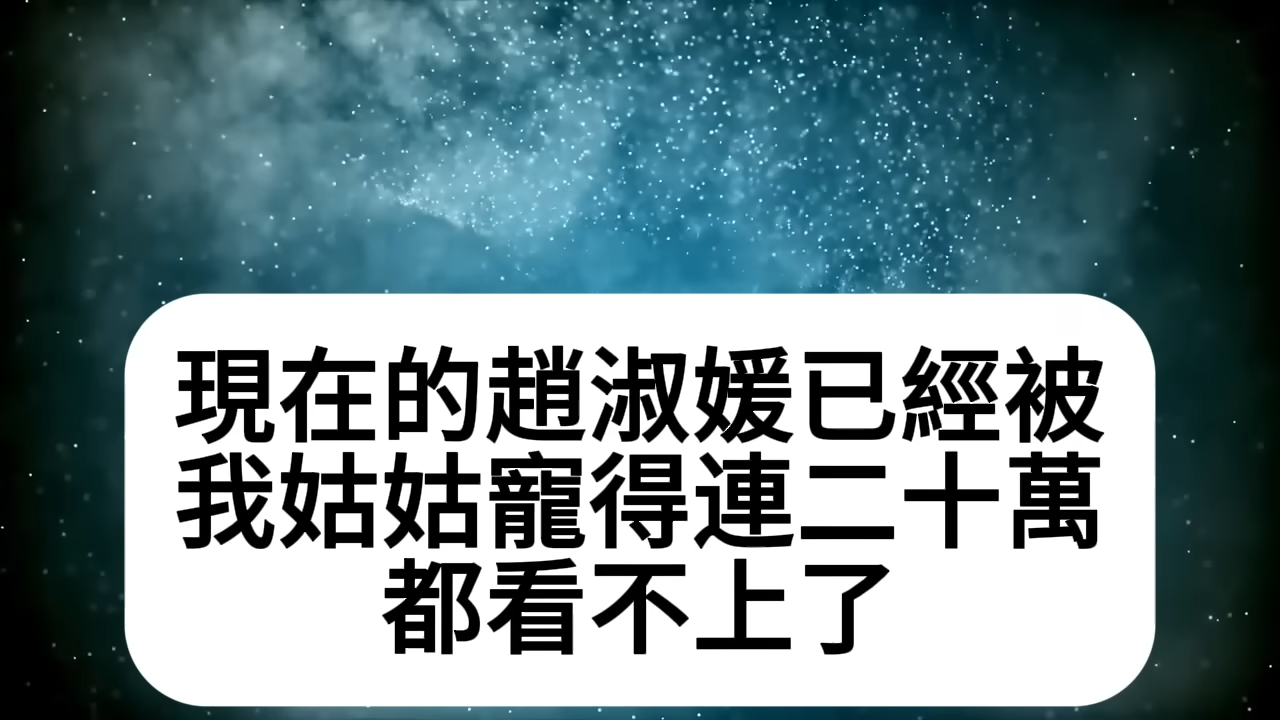 現在的趙淑媛已經被
我姑姑寵得連二十萬
都看不上了